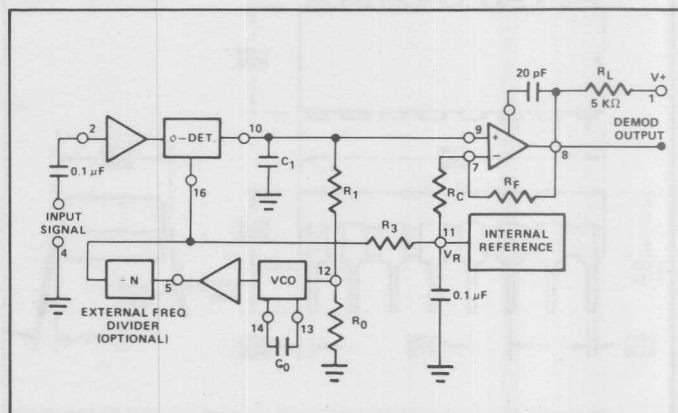 20 pF
R_L
5 KΩ
V+
1
DEMOD
OUTPUT
2
ϕ–DET.
10
9
+
–
7
8
0.1 μF
C_1
R_1
R_C
R_F
16
INPUT
SIGNAL
4
R_3
11
V_R
INTERNAL
REFERENCE
÷N
5
VCO
12
EXTERNAL FREQ
DIVIDER
(OPTIONAL)
14
13
C_0
R_0
0.1 μF